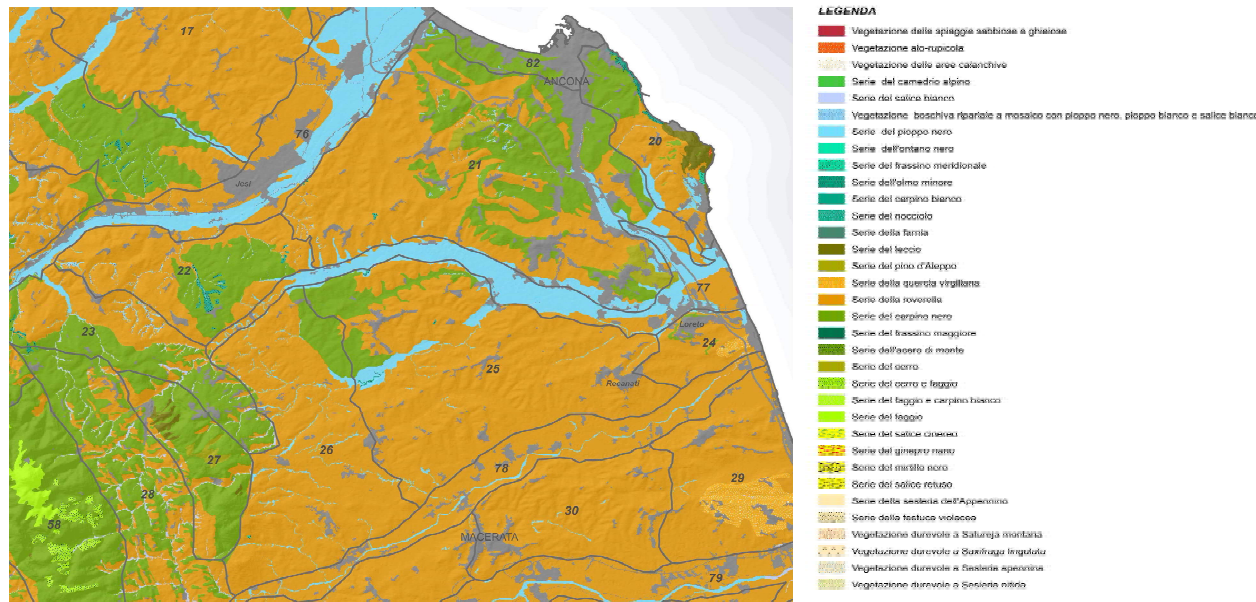 17
82
ANCONA
76
20
21
Jesi
22
77
23
Loreto
24
25
Recanati
26
27
78
29
28
30
58
MACERATA
79
LEGENDA
Vegetazione delle spiaggie sabbiose e ghiaiose
Vegetazione alo-rupicola
Vegetazione delle aree calanchive
Serie del camedrio alpino
Serie del salice bianco
Vegetazione boschiva ripariale a mosaico con pioppo nero, pioppo bianco e salice bianco
Serie del pioppo nero
Serie dell'ontano nero
Serie del frassino meridionale
Serie dell'olmo minore
Serie del carpino bianco
Serie del nocciolo
Serie della farnia
Serie del leccio
Serie del pino d'Aleppo
Serie della quercia virgiliana
Serie della roverella
Serie del carpino nero
Serie del frassino maggiore
Serie dell'acero di monte
Serie del cerro
Serie del cerro e faggio
Serie del faggio e carpino bianco
Serie del faggio
Serie del salice cinereo
Serie del ginepro nano
Serie del mirtillo nero
Serie del salice retuso
Serie della sesleria dell'Appennino
Serie della festuca violacea
Vegetazione durevole a Satureja montana
Vegetazione durevole a Saxifraga lingulata
Vegetazione durevole a Sesleria apennina
Vegetazione durevole a Sesleria nitida